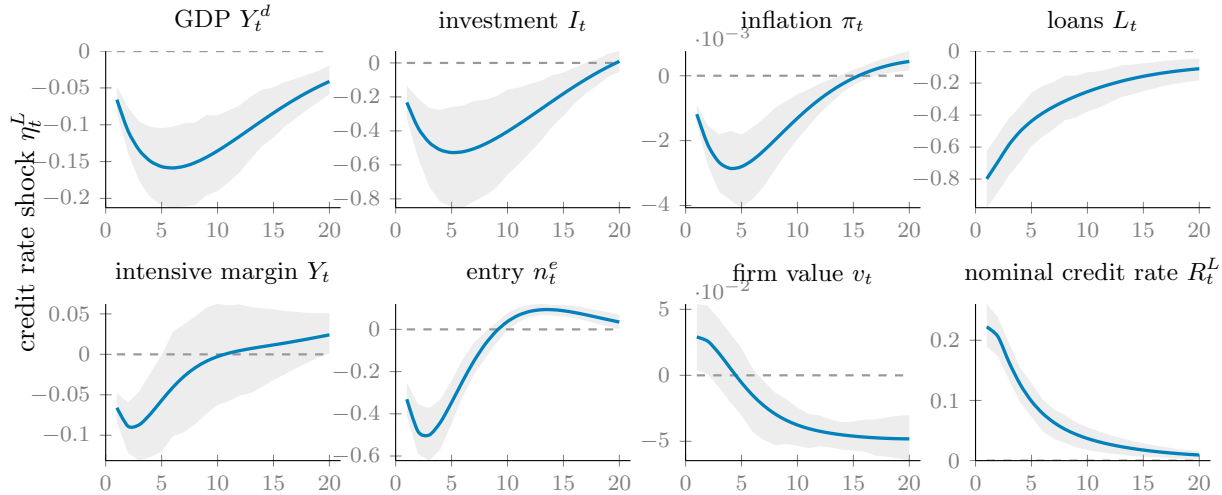 GDP $Y_t^d$
investment $I_t$
inflation $\pi_t$
loans $L_t$
credit rate shock $\eta_t^L$
0
−0.05
−0.1
−0.15
−0.2
0 5 10 15 20
0
−0.2
−0.4
−0.6
−0.8
0 5 10 15 20
·10⁻³
0
−2
−4
0 5 10 15 20
0
−0.2
−0.4
−0.6
−0.8
0 5 10 15 20
intensive margin $Y_t$
entry $n_t^e$
firm value $v_t$
nominal credit rate $R_t^L$
0.05
0
−0.05
−0.1
0 5 10 15 20
0
−0.2
−0.4
−0.6
0 5 10 15 20
·10⁻²
5
0
−5
0 5 10 15 20
0.2
0.1
0
0 5 10 15 20